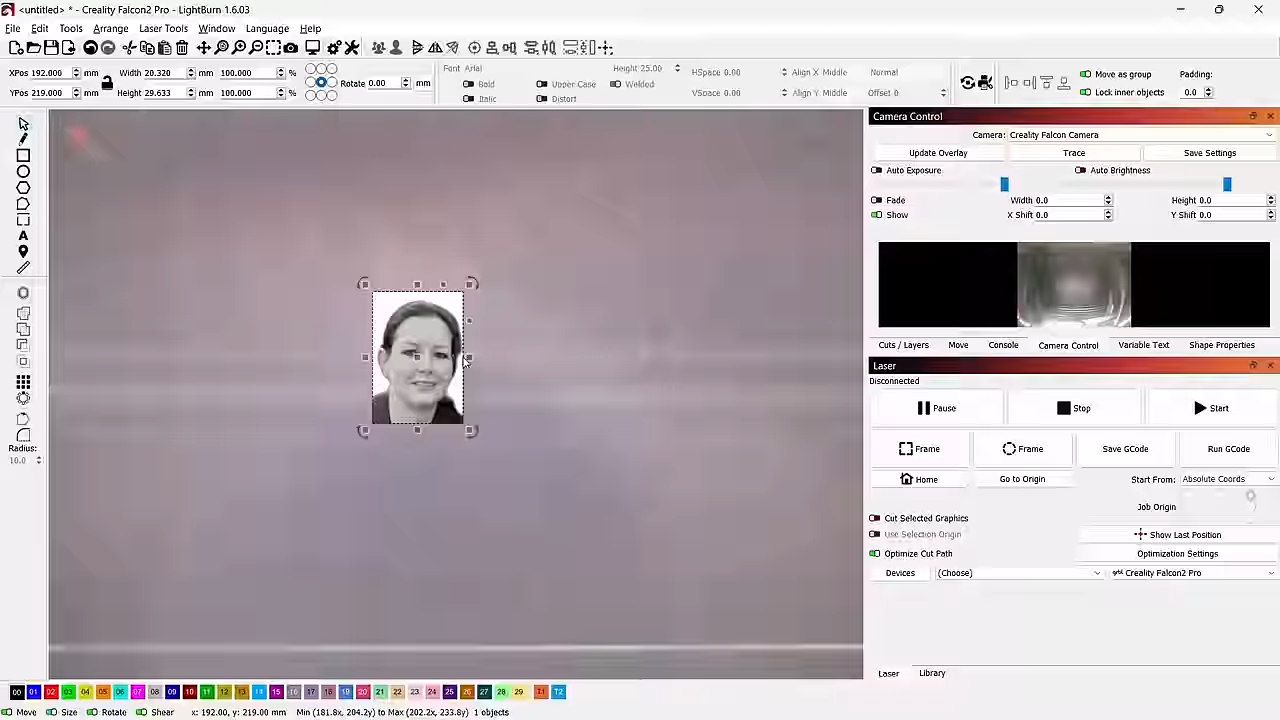 <untitled> * - Creality Falcon2 Pro - LightBurn 1.6.03
File Edit Tools Arrange Laser Tools Window Language Help
XPos 192.000 mm Width 20.320 mm 100.000 %
YPos 219.000 mm Height 29.633 mm 100.000 %
Rotate 0.00 mm
Font Arial Height 25.00
Bold Upper Case Welded
Italic Distort
HSpace 0.00 Align X Middle Normal
VSpace 0.00 Align Y Middle Offset 0
Move as group Padding:
Lock inner objects 0.0
Camera Control
Camera: Creality Falcon Camera
Update Overlay Trace Save Settings
Auto Exposure Auto Brightness
Fade Width 0.0 Height 0.0
Show X Shift 0.0 Y Shift 0.0
Cuts / Layers Move Console Camera Control Variable Text Shape Properties
Laser
Disconnected
Pause Stop Start
Frame Frame Save GCode Run GCode
Home Go to Origin Start From: Absolute Coords
Job Origin
Cut Selected Graphics
Use Selection Origin Show Last Position
Optimize Cut Path Optimization Settings
Devices (Choose) Creality Falcon2 Pro
Laser Library
Radius:
10.0
00 01 02 03 04 05 06 07 08 09 10 11 12 13 14 15 16 17 18 19 20 21 22 23 24 25 26 27 28 29 T1 T2
Move Size Rotate Shear x: 192.00, y: 219.00 mm Min (181.8x, 204.2y) to Max (202.2x, 233.8y) 1 objects